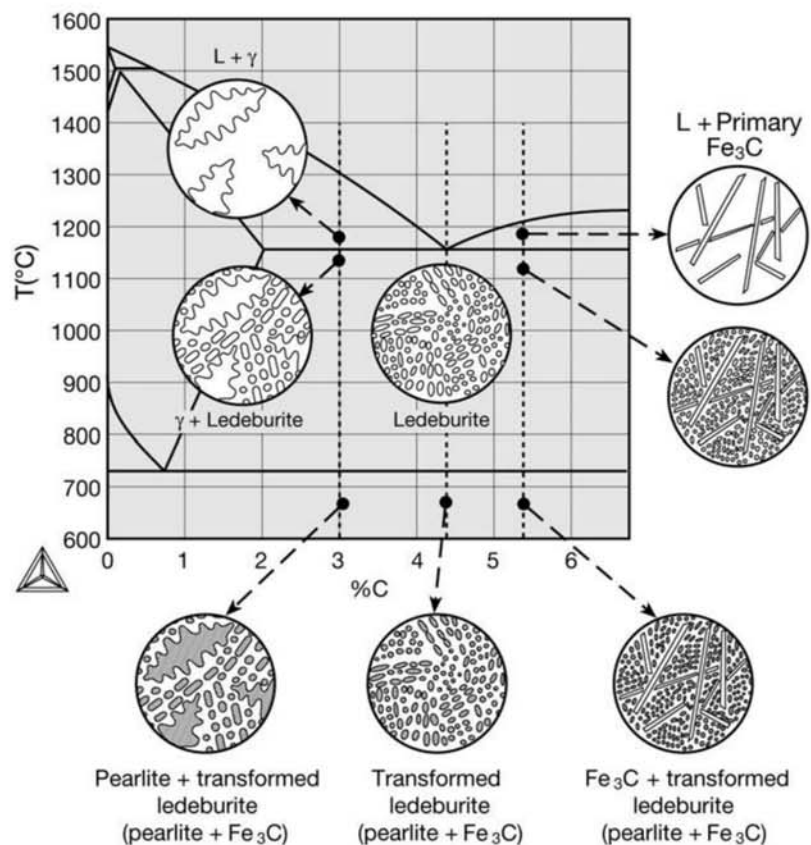 1600
1500
1400
1300
1200
1100
1000
900
800
700
600
T(°C)
0 1 2 3 4 5 6
%C
L + γ
γ + Ledeburite
Ledeburite
L + Primary
Fe₃C
Pearlite + transformed
ledeburite
(pearlite + Fe₃C)
Transformed
ledeburite
(pearlite + Fe₃C)
Fe₃C + transformed
ledeburite
(pearlite + Fe₃C)